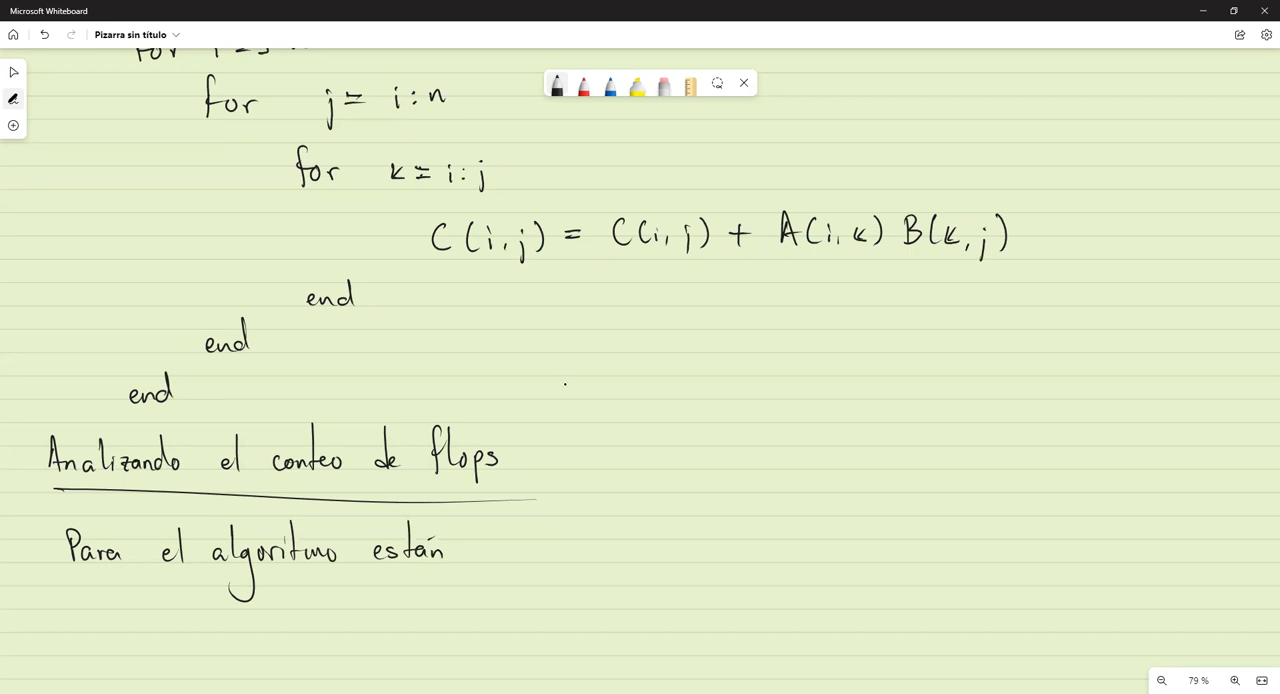 Microsoft Whiteboard
Pizarra sin título
for
for j = i : n
for k = i : j
C(i,j) = C(i,j) + A(i,k) B(k,j)
end
end
end
Analizando el conteo de flops
Para el algoritmo están
79 %